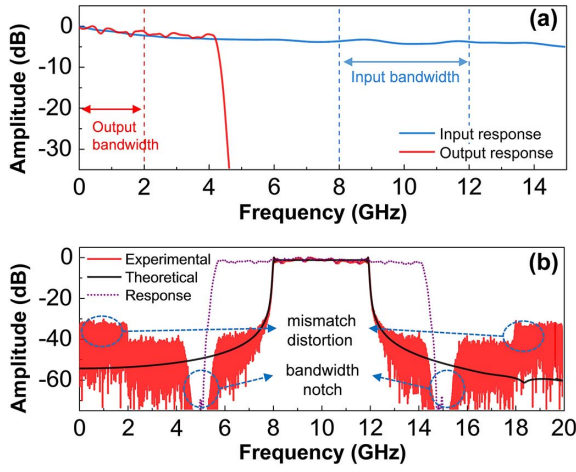 (a)
Amplitude (dB)
0
-10
-20
-30
Output
bandwidth
Input bandwidth
Input response
Output response
0 2 4 6 8 10 12 14
Frequency (GHz)
(b)
Amplitude (dB)
0
-20
-40
-60
Experimental
Theoretical
Response
mismatch
distortion
bandwidth
notch
0 2 4 6 8 10 12 14 16 18 20
Frequency (GHz)